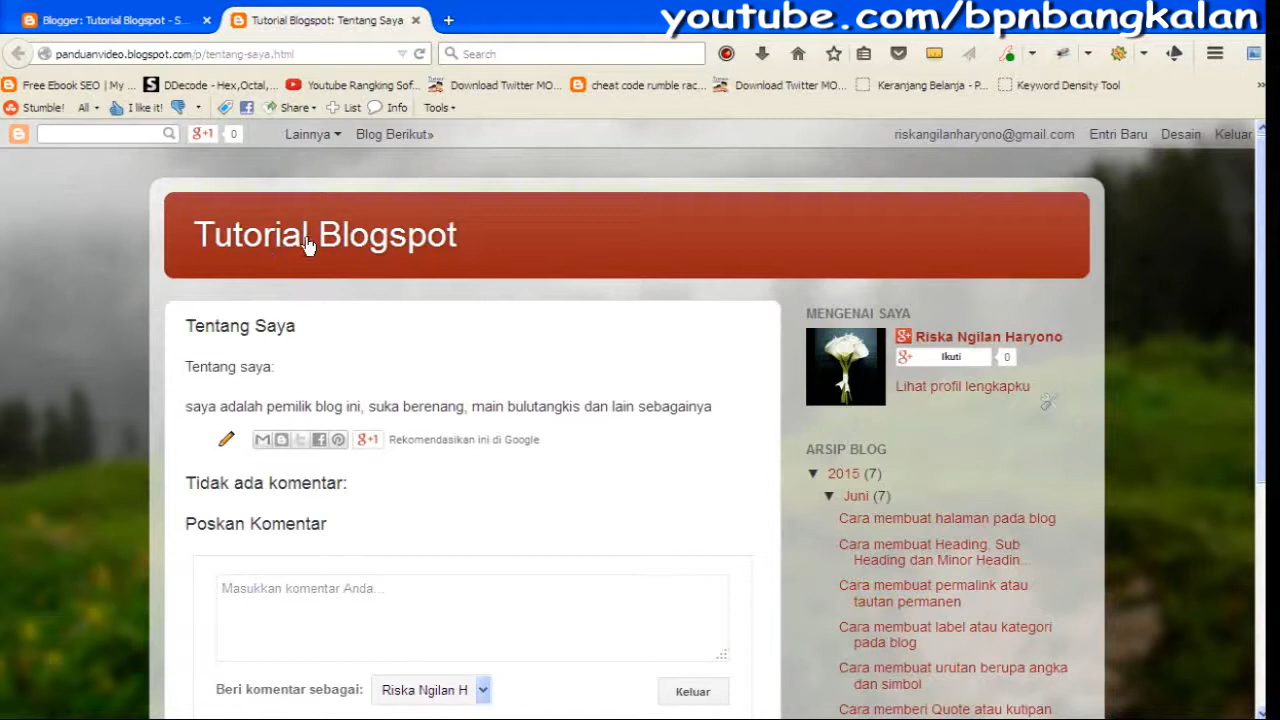 Blogger: Tutorial Blogspot - S...
Tutorial Blogspot: Tentang Saya
youtube.com/bpnbangkalan
panduanvideo.blogspot.com/p/tentang-saya.html
Search
Free Ebook SEO | My ...
DDecode - Hex,Octal,...
Youtube Rangking Sof...
Download Twitter MO...
cheat code rumble rac...
Download Twitter MO...
Keranjang Belanja - P...
Keyword Density Tool
Stumble!
All
I like it!
Share
List
Info
Tools
g+1
0
Lainnya
Blog Berikut»
riskangilanharyono@gmail.com
Entri Baru
Desain
Keluar
Tutorial Blogspot
Tentang Saya
Tentang saya:
saya adalah pemilik blog ini, suka berenang, main bulutangkis dan lain sebagainya
g+1
Rekomendasikan ini di Google
Tidak ada komentar:
Poskan Komentar
Masukkan komentar Anda...
Beri komentar sebagai:
Riska Ngilan H
Keluar
MENGENAI SAYA
g+ Riska Ngilan Haryono
g+ Ikuti
0
Lihat profil lengkapku
ARSIP BLOG
▼ 2015 (7)
▼ Juni (7)
Cara membuat halaman pada blog
Cara membuat Heading, Sub
Heading dan Minor Headin...
Cara membuat permalink atau
tautan permanen
Cara membuat label atau kategori
pada blog
Cara membuat urutan berupa angka
dan simbol
Cara memberi Quote atau kutipan